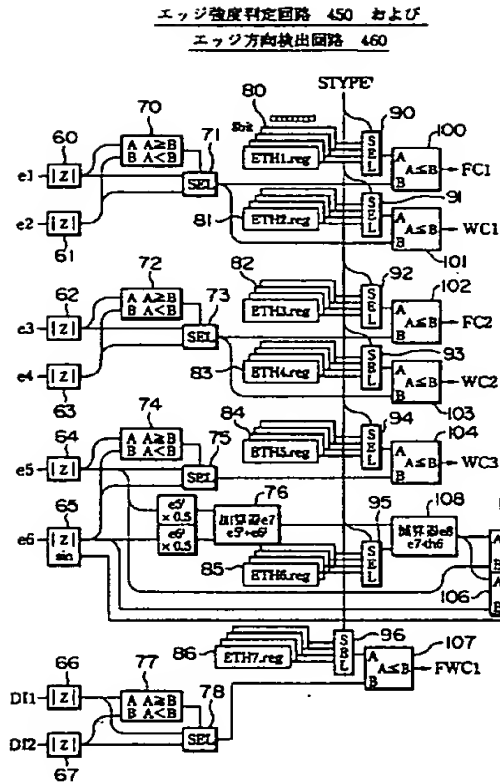 エッジ強度判定回路 450 および
エッジ方向検出回路 460
STYPE'
80
90
60
70
71
8bit
100
e1
|Z|
A A≥B
B A<B
SEL
ETH1.reg
SEL
A
A≤B
B
FC1
91
e2
|Z|
ETH2.reg
SEL
A
A≤B
B
WC1
61
81
101
62
72
73
82
92
102
e3
|Z|
A A≥B
B A<B
SEL
ETH3.reg
SEL
A
A≤B
B
FC2
93
e4
|Z|
ETH4.reg
SEL
A
A≤B
B
WC2
63
83
103
64
74
75
84
94
104
e5
|Z|
A A≥B
B A<B
SEL
ETH5.reg
SEL
A
A≤B
B
WC3
65
76
95
108
e6
|Z|
e5'
×0.5
e6'
×0.5
e5'+e6'
85
ETH6.reg
SEL
A
B
A
B
106
96
107
86
ETH7.reg
SEL
A
A≤B
B
FWC1
66
77
78
DI1
|Z|
A A≥B
B A<B
SEL
DI2
|Z|
67